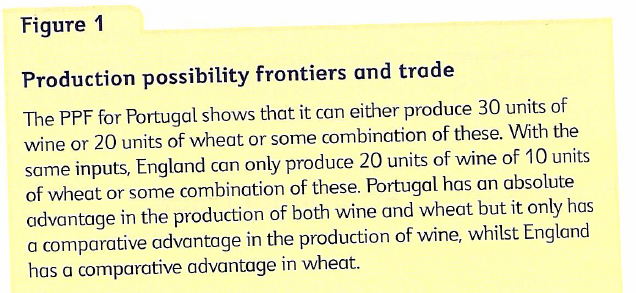 Figure 1
Production possibility frontiers and trade
The PPF for Portugal shows that it can either produce 30 units of
wine or 20 units of wheat or some combination of these. With the
same inputs, England can only produce 20 units of wine of 10 units
of wheat or some combination of these. Portugal has an absolute
advantage in the production of both wine and wheat but it only has
a comparative advantage in the production of wine, whilst England
has a comparative advantage in wheat.